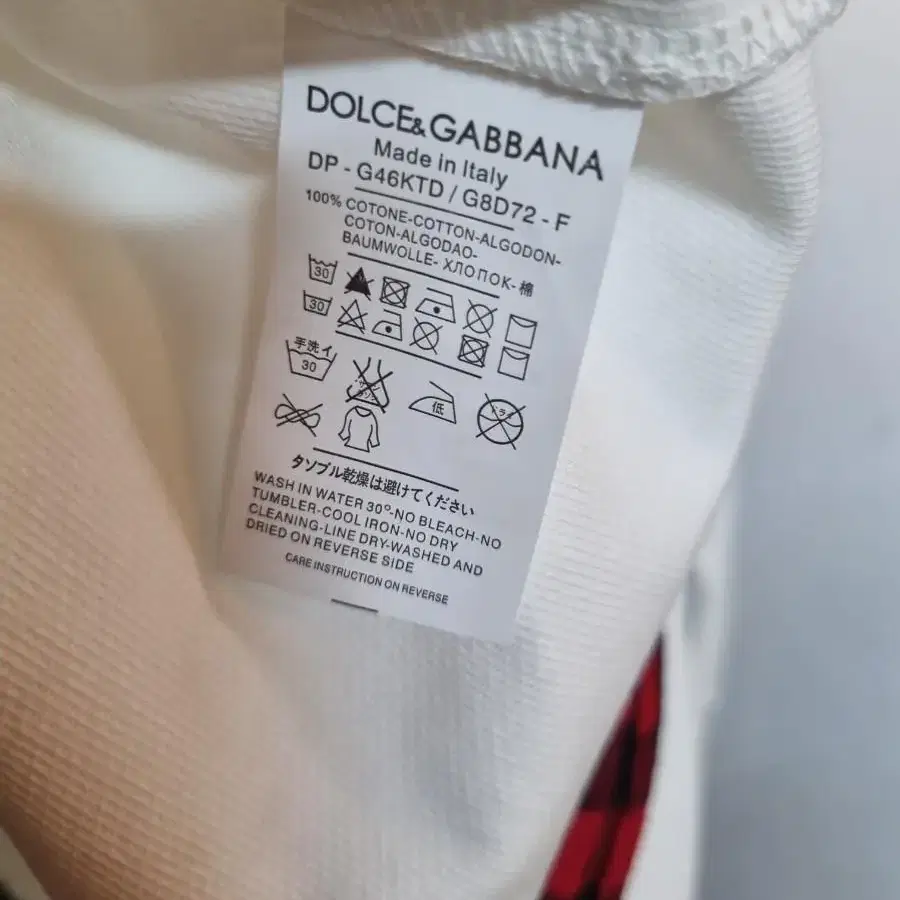 DOLCE&GABBANA
Made in Italy
DP - G46KTD / G8D72 - F
100% COTONE-COTTON-ALGODON-
COTON-ALGODAO-
BAUMWOLLE- ХЛОПОК- 棉
30
30
手洗イ
30
低
タソブル乾燥は避けてください
WASH IN WATER 30°-NO BLEACH-NO
TUMBLER-COOL IRON-NO DRY
CLEANING-LINE DRY-WASHED AND
DRIED ON REVERSE SIDE
CARE INSTRUCTION ON REVERSE